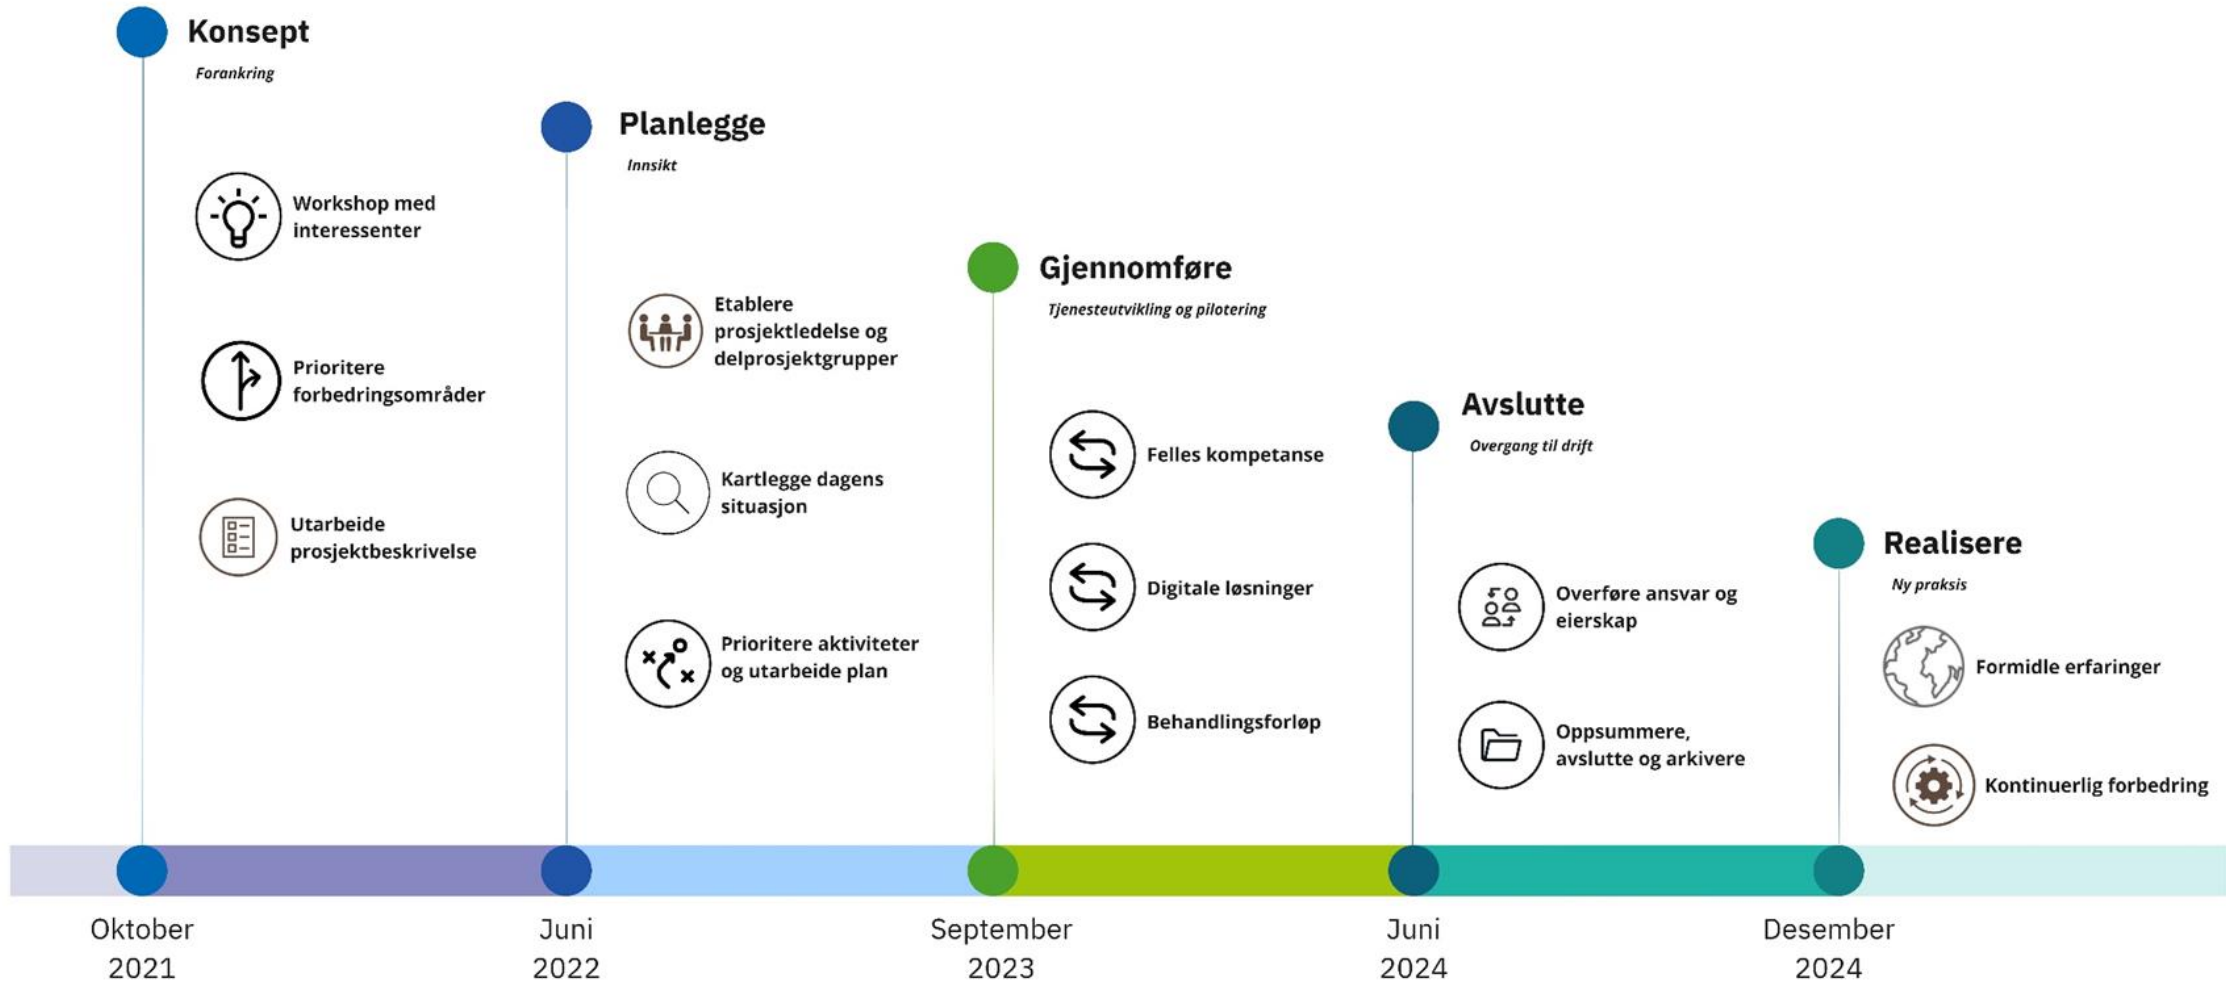 Konsept
Forankring
Workshop med
interessenter
Prioritere
forbedringsområder
Utarbeide
prosjektbeskrivelse
Planlegge
Innsikt
Etablere
prosjektledelse og
delprosjektgrupper
Kartlegge dagens
situasjon
Prioritere aktiviteter
og utarbeide plan
Gjennomføre
Tjenesteutvikling og pilotering
Felles kompetanse
Digitale løsninger
Behandlingsforløp
Avslutte
Overgang til drift
Overføre ansvar og
eierskap
Oppsummere,
avslutte og arkivere
Realisere
Ny praksis
Formidle erfaringer
Kontinuerlig forbedring
Oktober
2021
Juni
2022
September
2023
Juni
2024
Desember
2024